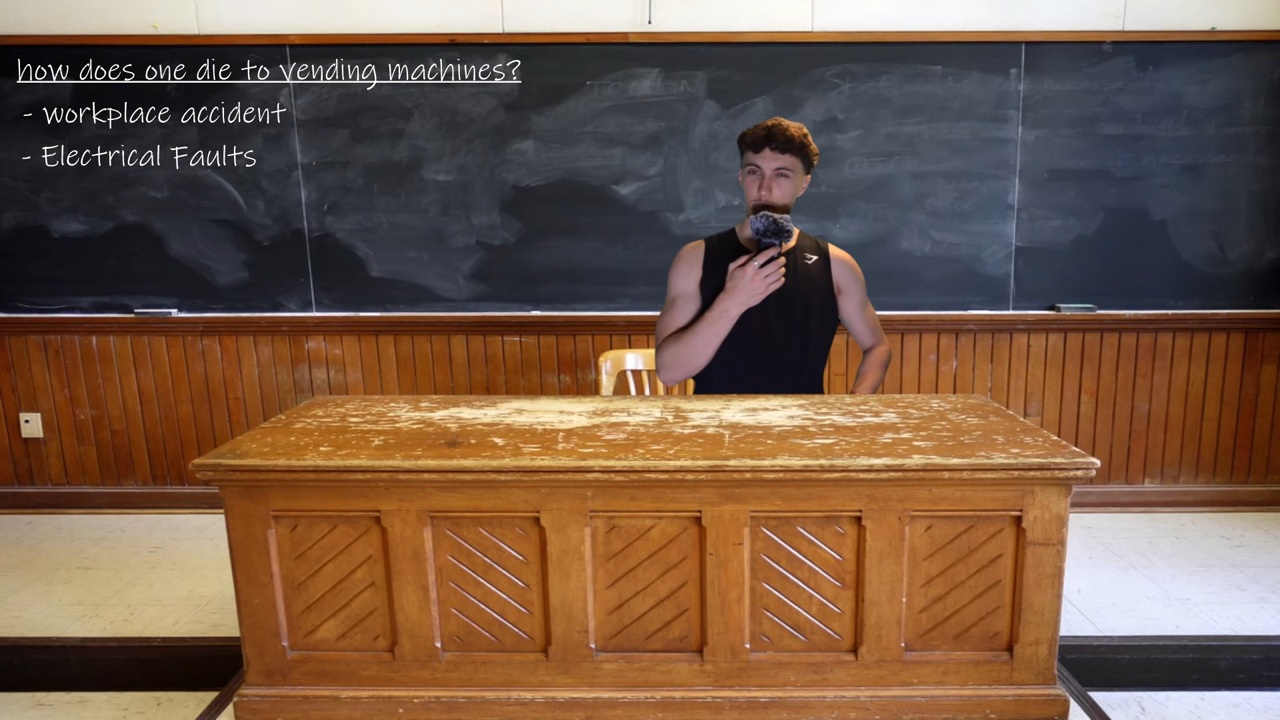 how does one die to vending machines?
- workplace accident
- Electrical Faults